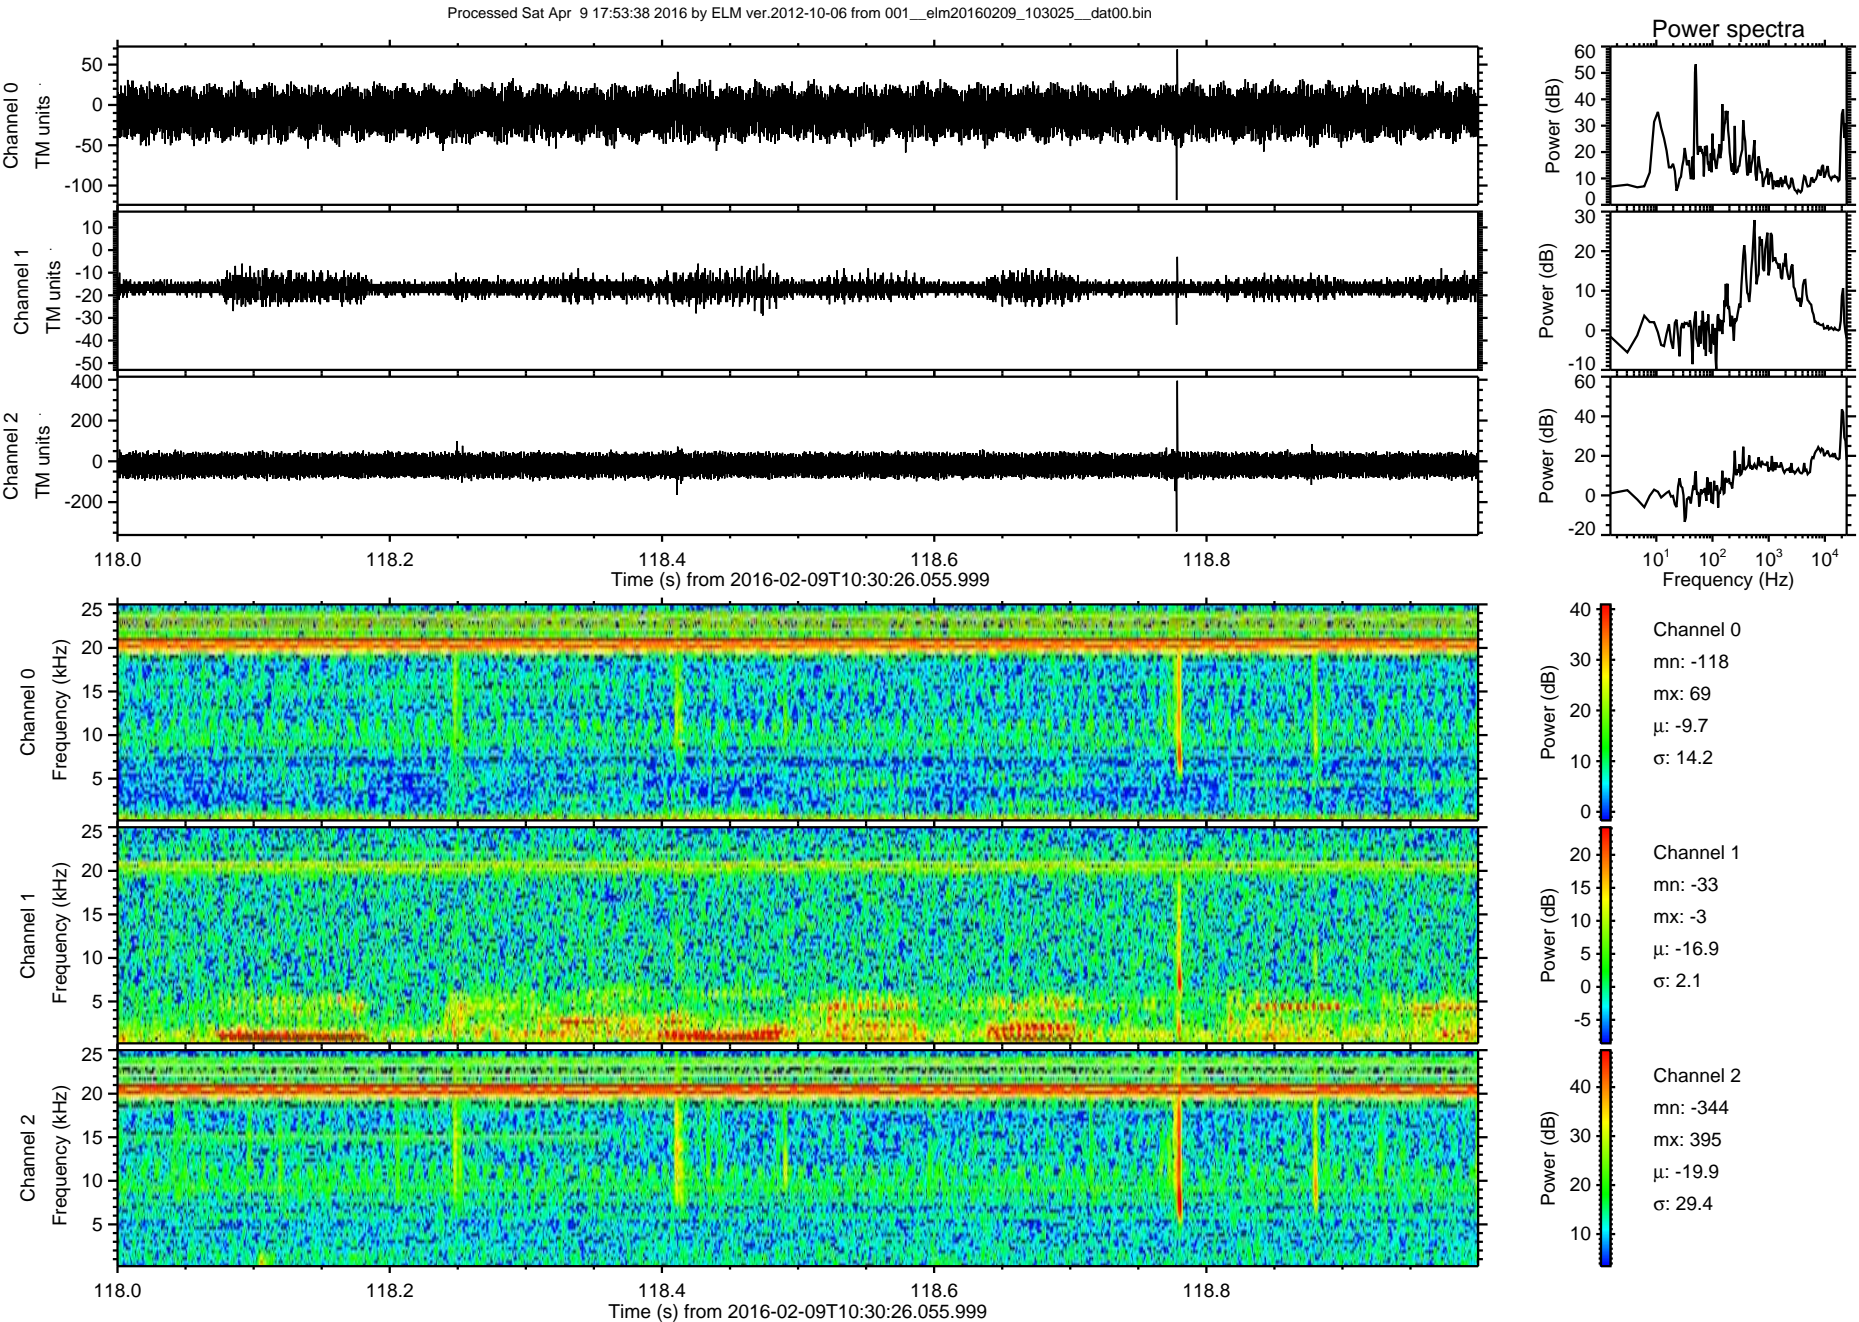 Processed Sat Apr  9 17:53:38 2016 by ELM ver.2012-10-06 from 001__elm20160209_103025__dat00.bin
Power spectra
Channel 0
TM units
50
0
-50
-100
Power (dB)
60
50
40
30
20
10
0
Channel 1
TM units
10
0
-10
-20
-30
-40
-50
Power (dB)
30
20
10
0
-10
Channel 2
TM units
400
200
0
-200
Power (dB)
60
40
20
0
-20
118.0 118.2 118.4 118.6 118.8
Time (s) from 2016-02-09T10:30:26.055.999
10^1 10^2 10^3 10^4
Frequency (Hz)
Channel 0
Frequency (kHz)
25
20
15
10
5
Power (dB)
40
30
20
10
0
Channel 0
mn: -118
mx: 69
μ: -9.7
σ: 14.2
Channel 1
Frequency (kHz)
25
20
15
10
5
Power (dB)
20
15
10
5
0
-5
Channel 1
mn: -33
mx: -3
μ: -16.9
σ: 2.1
Channel 2
Frequency (kHz)
25
20
15
10
5
Power (dB)
40
30
20
10
Channel 2
mn: -344
mx: 395
μ: -19.9
σ: 29.4
118.0 118.2 118.4 118.6 118.8
Time (s) from 2016-02-09T10:30:26.055.999